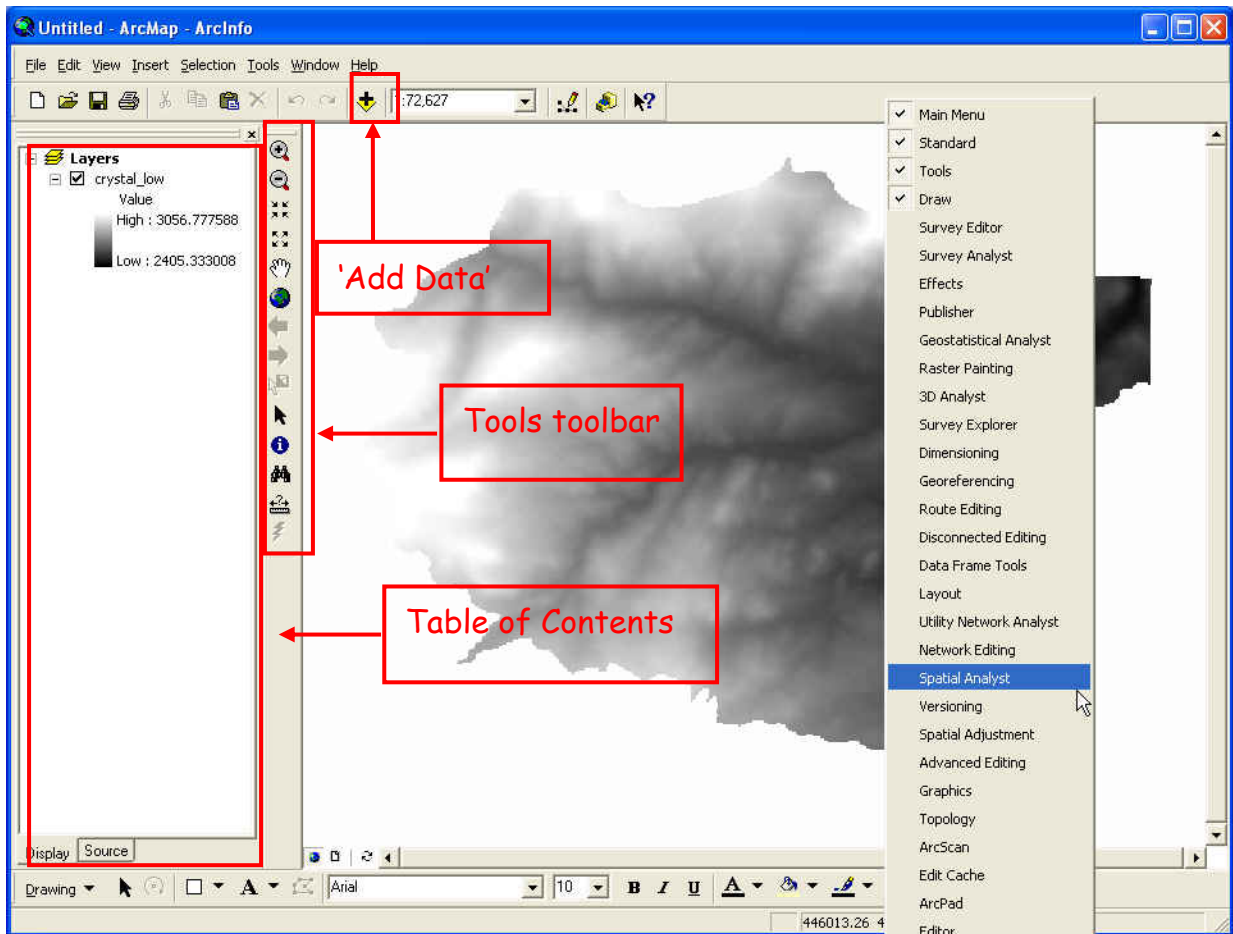 Untitled - ArcMap - ArcInfo
File Edit View Insert Selection Tools Window Help
:72,627
Layers
crystal_low
Value
High : 3056.777588
Low : 2405.333008
'Add Data'
Tools toolbar
Table of Contents
Main Menu
Standard
Tools
Draw
Survey Editor
Survey Analyst
Effects
Publisher
Geostatistical Analyst
Raster Painting
3D Analyst
Survey Explorer
Dimensioning
Georeferencing
Route Editing
Disconnected Editing
Data Frame Tools
Layout
Utility Network Analyst
Network Editing
Spatial Analyst
Versioning
Spatial Adjustment
Advanced Editing
Graphics
Topology
ArcScan
Edit Cache
ArcPad
Editor
Display Source
Drawing A Arial 10 B I U A
446013.26 4